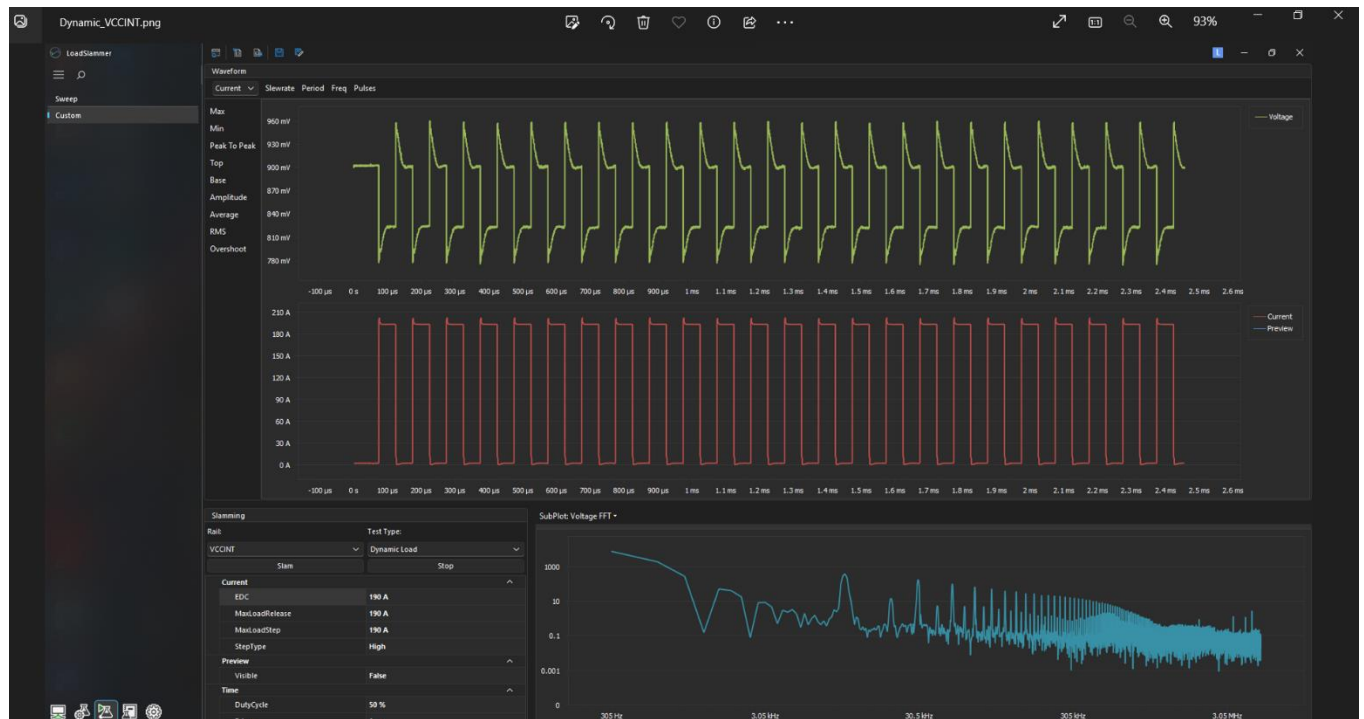 Dynamic_VCCINT.png
93%
LoadSlammer
L
Waveform
Current Slewrate Period Freq Pulses
Sweep
Custom
Max
Min
Peak To Peak
Top
Base
Amplitude
Average
RMS
Overshoot
960 mV
930 mV
900 mV
870 mV
840 mV
810 mV
780 mV
Voltage
-100 µs 0 s 100 µs 200 µs 300 µs 400 µs 500 µs 600 µs 700 µs 800 µs 900 µs 1 ms 1.1 ms 1.2 ms 1.3 ms 1.4 ms 1.5 ms 1.6 ms 1.7 ms 1.8 ms 1.9 ms 2 ms 2.1 ms 2.2 ms 2.3 ms 2.4 ms 2.5 ms 2.6 ms
210 A
180 A
150 A
120 A
90 A
60 A
30 A
0 A
Current
Preview
-100 µs 0 s 100 µs 200 µs 300 µs 400 µs 500 µs 600 µs 700 µs 800 µs 900 µs 1 ms 1.1 ms 1.2 ms 1.3 ms 1.4 ms 1.5 ms 1.6 ms 1.7 ms 1.8 ms 1.9 ms 2 ms 2.1 ms 2.2 ms 2.3 ms 2.4 ms 2.5 ms 2.6 ms
Slamming
Rail: Test Type:
VCCINT Dynamic Load
Slam Stop
Current
EDC 190 A
MaxLoadRelease 190 A
MaxLoadStep 190 A
StepType High
Preview
Visible False
Time
DutyCycle 50 %
SubPlot: Voltage FFT
1000
10
0.1
0.001
0
305 Hz 3.05 kHz 30.5 kHz 305 kHz 3.05 MHz